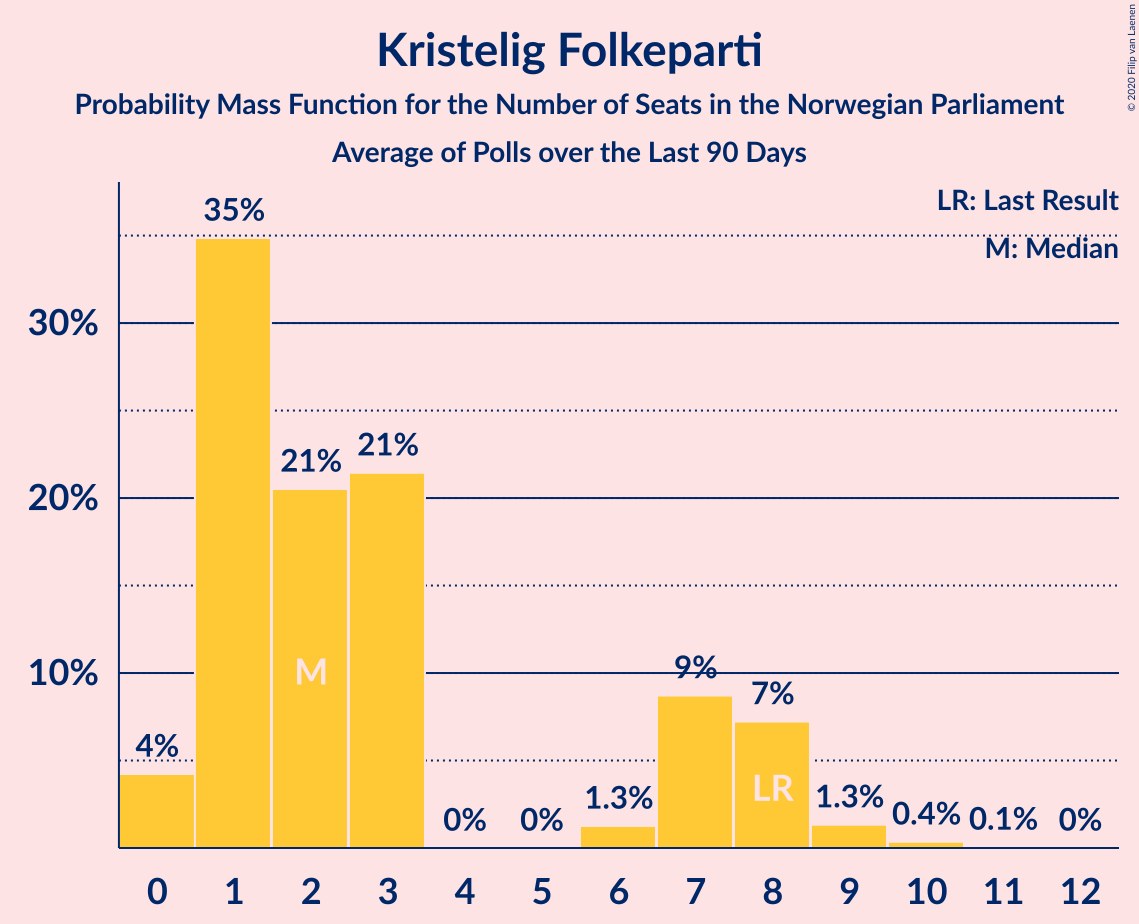 Kristelig Folkeparti
Probability Mass Function for the Number of Seats in the Norwegian Parliament
Average of Polls over the Last 90 Days
© 2020 Filip van Laenen
LR: Last Result
M: Median
35%
30%
21%
21%
20%
M
10%
9%
7%
4%
LR
0%
0%
1.3%
1.3%
0.4%
0.1%
0%
0 1 2 3 4 5 6 7 8 9 10 11 12